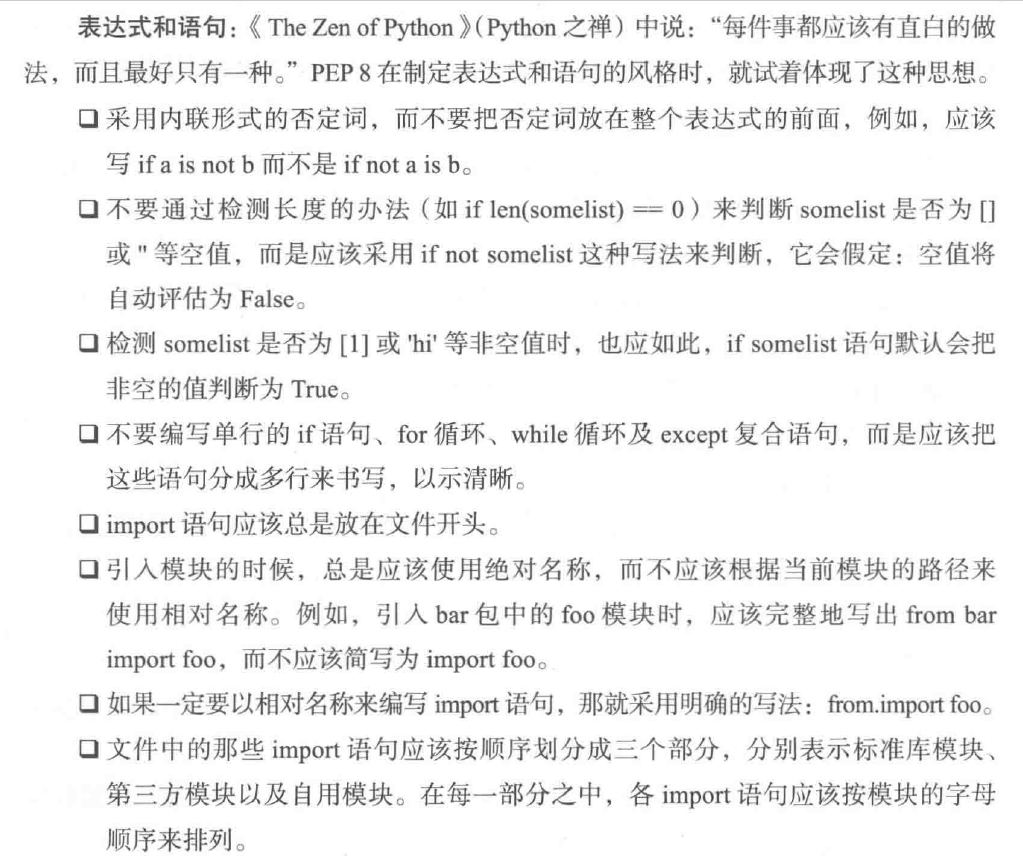 表达式和语句:《 The Zen of Python 》(Python 之禅)中说:“每件事都应该有直白的做
法,而且最好只有一种。” PEP 8 在制定表达式和语句的风格时,就试着体现了这种思想。
❑ 采用内联形式的否定词,而不要把否定词放在整个表达式的前面,例如,应该
写 if a is not b 而不是 if not a is b。
❑ 不要通过检测长度的办法(如 if len(somelist) == 0)来判断 somelist 是否为 []
或 '' 等空值,而是应该采用 if not somelist 这种写法来判断,它会假定:空值将
自动评估为 False。
❑ 检测 somelist 是否为 [1] 或 'hi' 等非空值时,也应如此,if somelist 语句默认会把
非空的值判断为 True。
❑ 不要编写单行的 if 语句、for 循环、while 循环及 except 复合语句,而是应该把
这些语句分成多行来书写,以示清晰。
❑ import 语句应该总是放在文件开头。
❑ 引入模块的时候,总是应该使用绝对名称,而不应该根据当前模块的路径来
使用相对名称。例如,引入 bar 包中的 foo 模块时,应该完整地写出 from bar
import foo,而不应该简写为 import foo。
❑ 如果一定要以相对名称来编写 import 语句,那就采用明确的写法:from.import foo。
❑ 文件中的那些 import 语句应该按顺序划分成三个部分,分别表示标准库模块、
第三方模块以及自用模块。在每一部分之中,各 import 语句应该按模块的字母
顺序来排列。